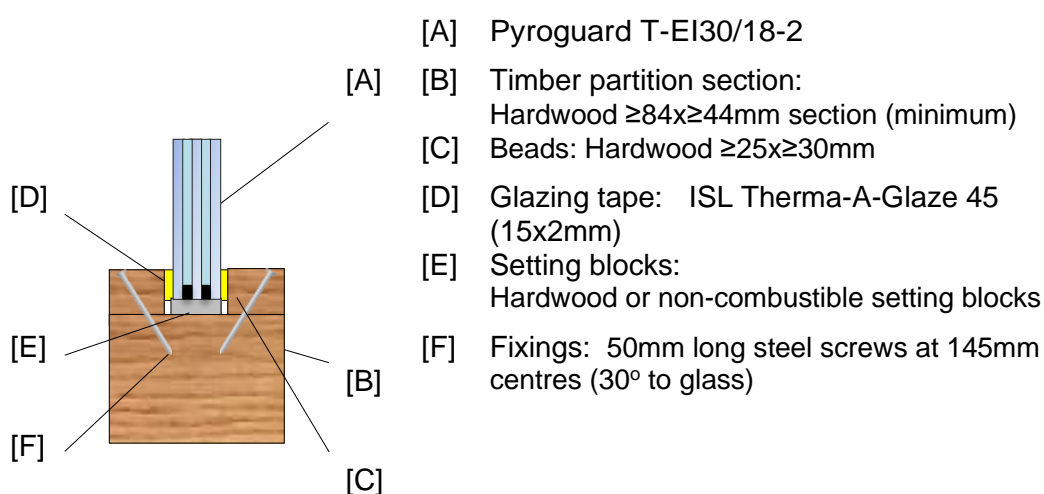 [A] Pyroguard T-EI30/18-2
[A] [B] Timber partition section:
Hardwood ≥84x≥44mm section (minimum)
[C] Beads: Hardwood ≥25x≥30mm
[D] [D] Glazing tape: ISL Therma-A-Glaze 45
(15x2mm)
[E] Setting blocks:
Hardwood or non-combustible setting blocks
[E] [F] Fixings: 50mm long steel screws at 145mm
[B] centres (30º to glass)
[F]
[C]